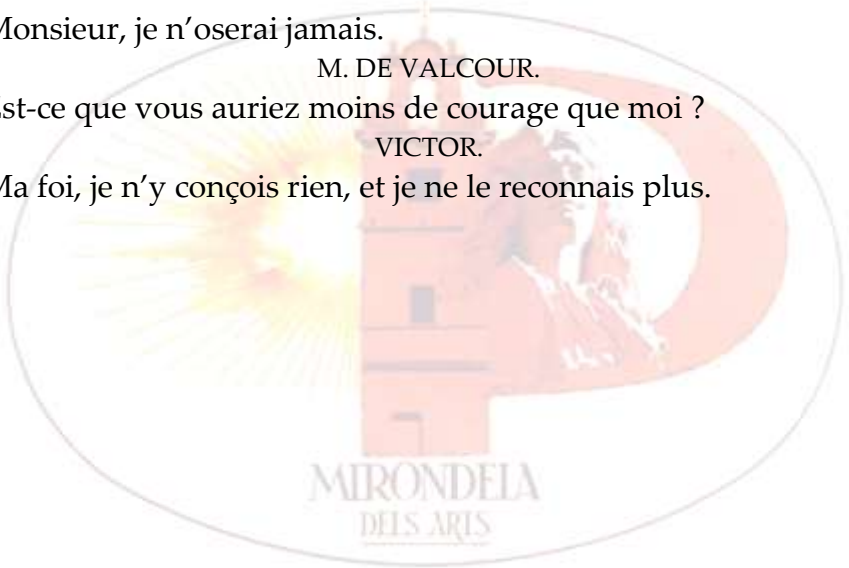 Monsieur, je n’oserai jamais.
M. DE VALCOUR.
Est-ce que vous auriez moins de courage que moi ?
VICTOR.
Ma foi, je n’y conçois rien, et je ne le reconnais plus.
MIRONDELA
DELS ARTS